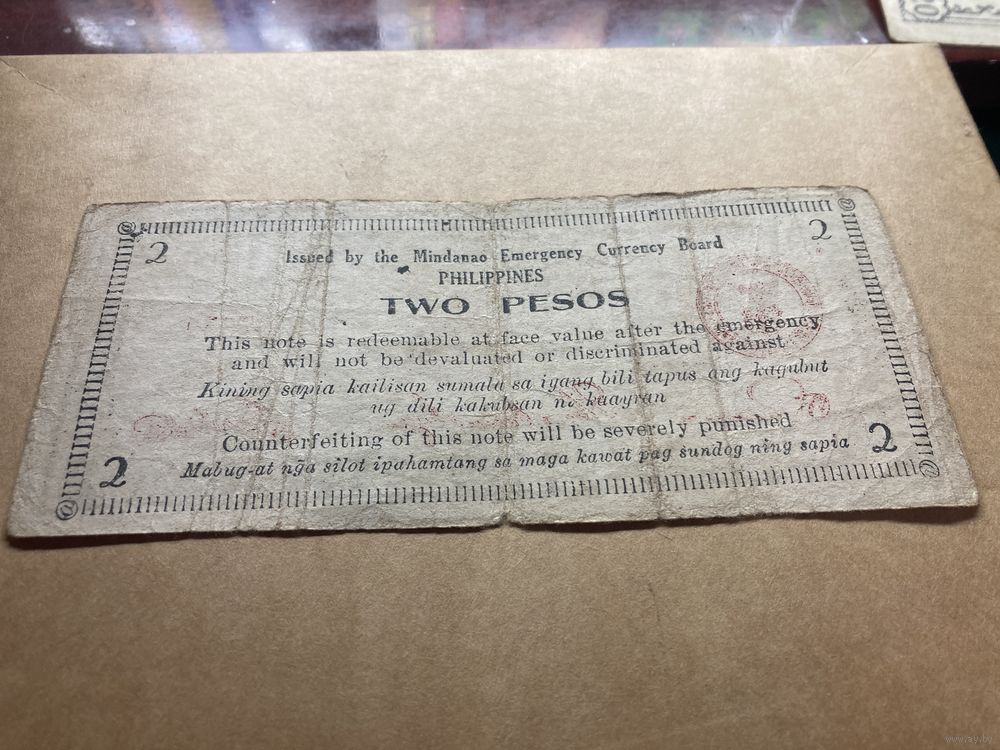 2 2
Issued by the Mindanao Emergency Currency Board
PHILIPPINES
TWO PESOS
This note is redeemable at face value after the emergency
and will not be devaluated or discriminated against
Kining sapia kailisan sumala sa iyang bili tapus ang kagubut
ug dili kakubsan ni kaayran
Counterfeiting of this note will be severely punished
Mabug-at nga silot ipahamtang sa maga kawat pag sundog ning sapia
2 2
www.ay.by